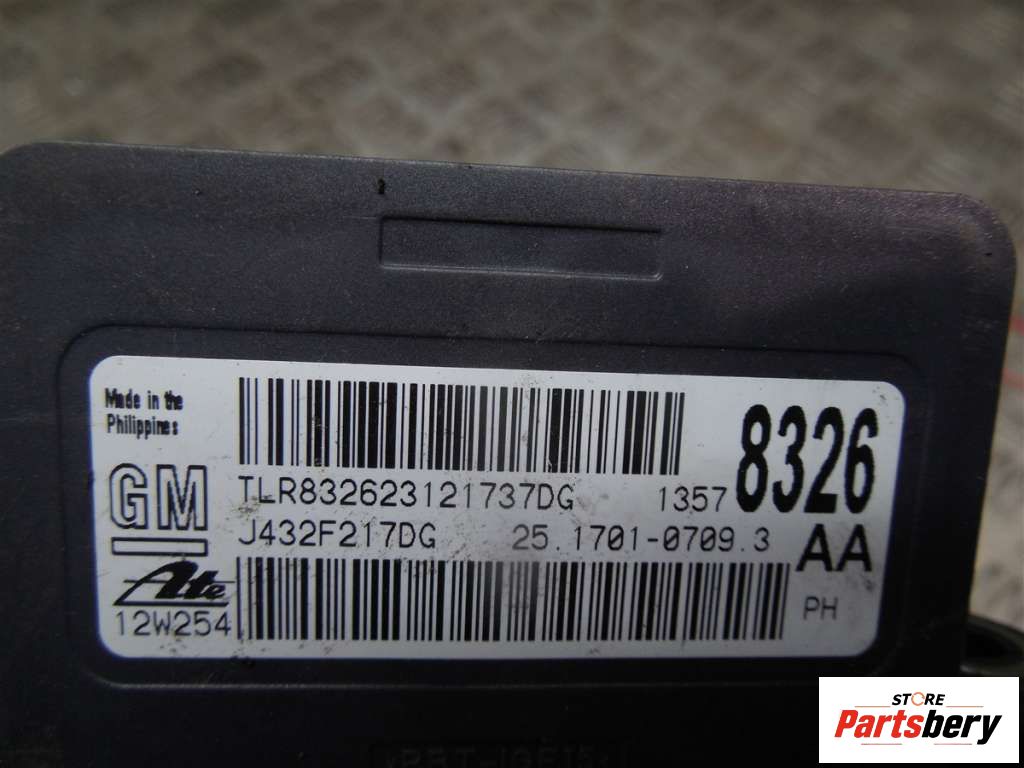 Made in the
Philippines
GM
TLR832623121737DG 1357 8326
J432F217DG 25.1701-0709.3 AA
Ate
12W254
PH
STORE
Partsbery